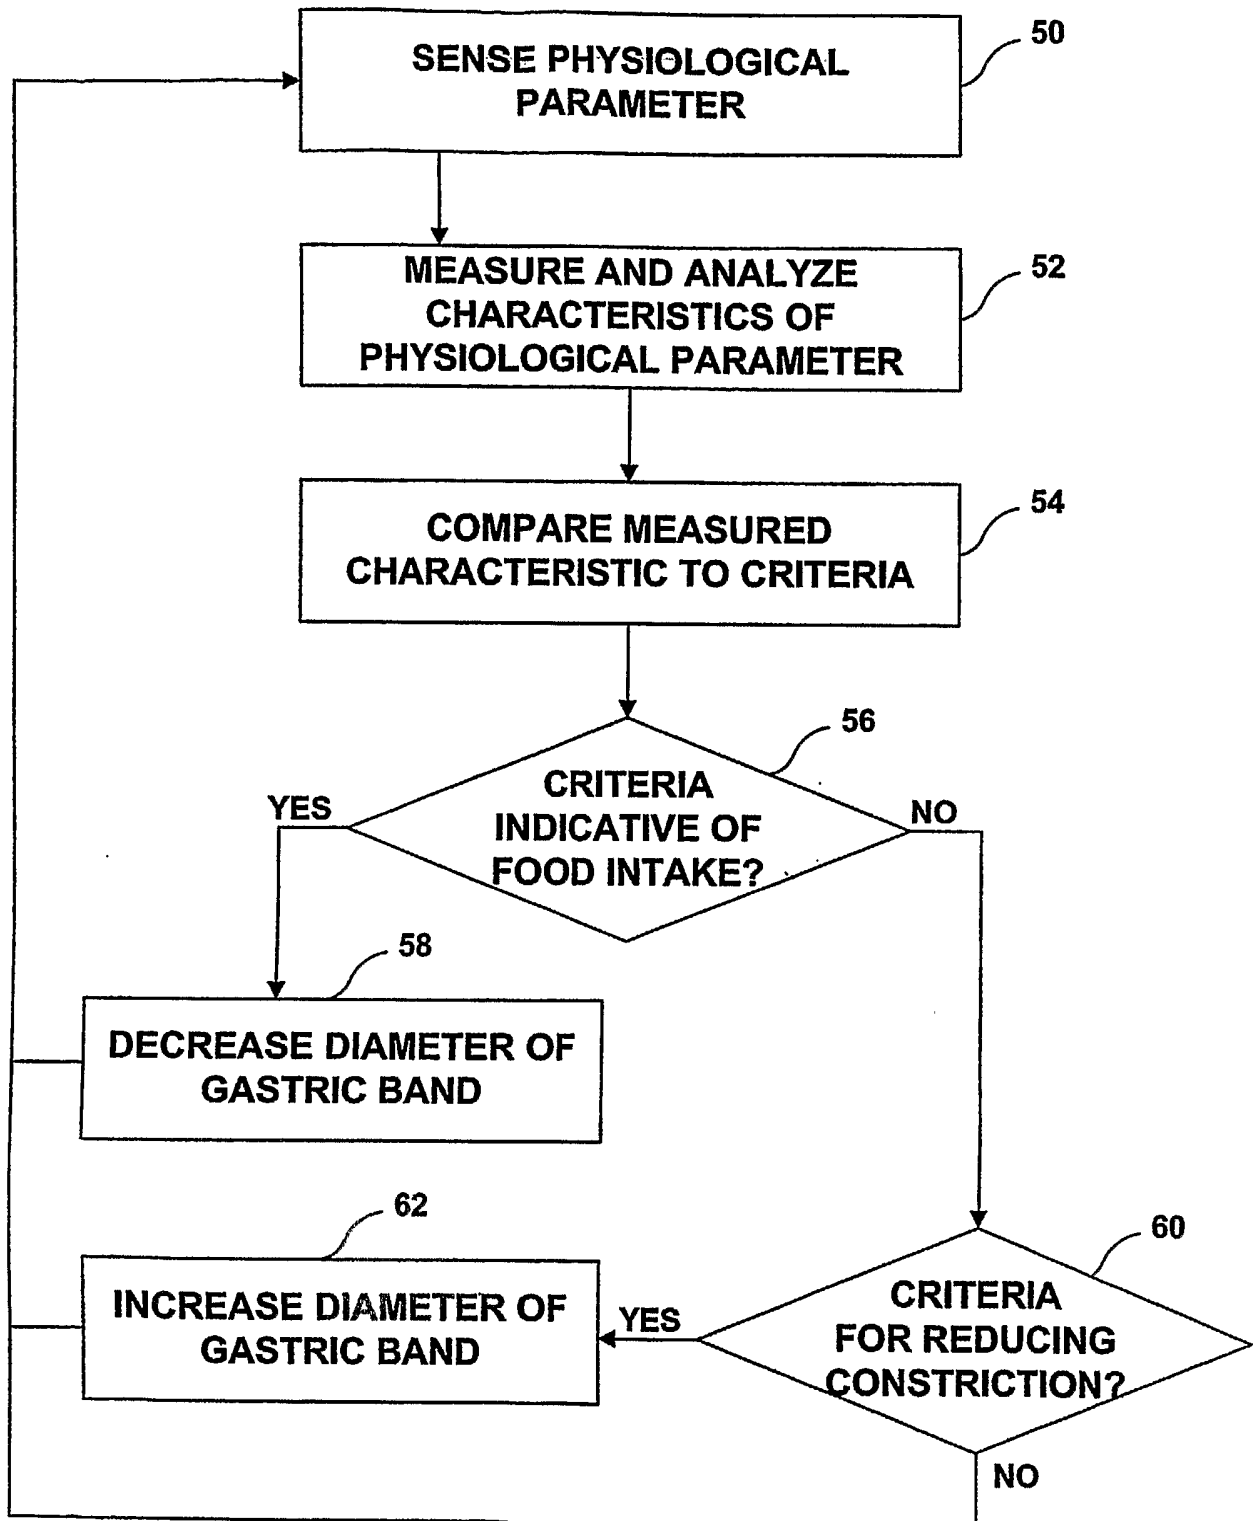 50
SENSE PHYSIOLOGICAL
PARAMETER
52
MEASURE AND ANALYZE
CHARACTERISTICS OF
PHYSIOLOGICAL PARAMETER
54
COMPARE MEASURED
CHARACTERISTIC TO CRITERIA
56
CRITERIA
INDICATIVE OF
FOOD INTAKE?
YES
NO
58
DECREASE DIAMETER OF
GASTRIC BAND
60
CRITERIA
FOR REDUCING
CONSTRICTION?
YES
62
INCREASE DIAMETER OF
GASTRIC BAND
NO